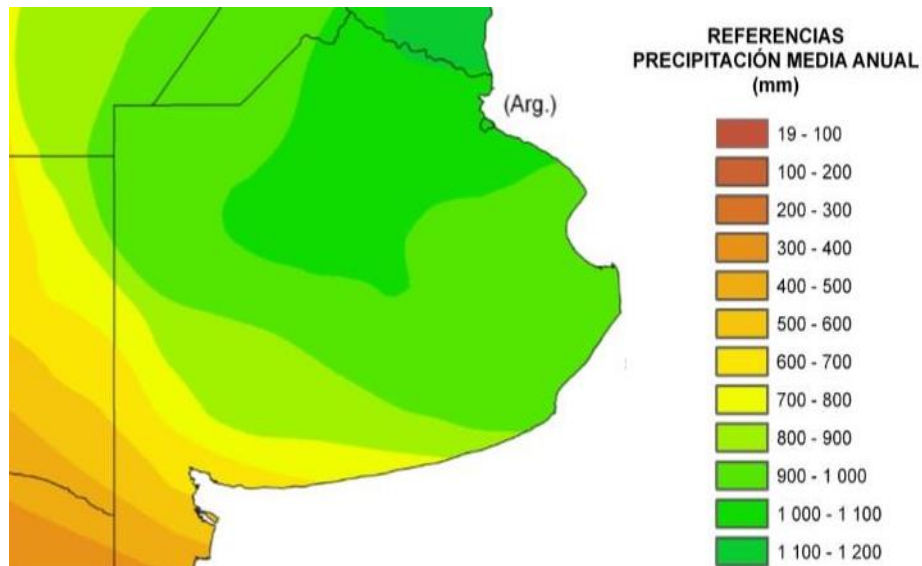 (Arg.)
REFERENCIAS
PRECIPITACIÓN MEDIA ANUAL
(mm)
19 - 100
100 - 200
200 - 300
300 - 400
400 - 500
500 - 600
600 - 700
700 - 800
800 - 900
900 - 1 000
1 000 - 1 100
1 100 - 1 200